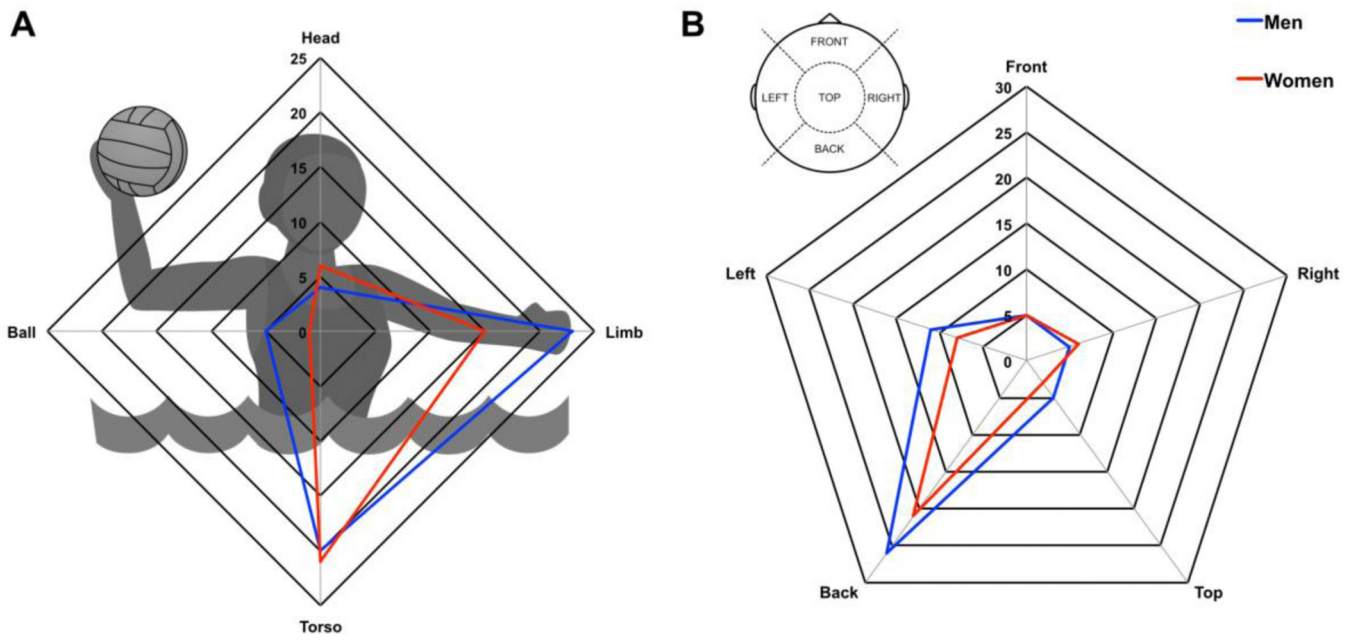 A
Head
25
20
15
10
5
0
Ball
Limb
Torso
B
FRONT
LEFT
TOP
RIGHT
BACK
Men
Women
Front
30
25
20
15
10
5
0
Left
Right
Back
Top